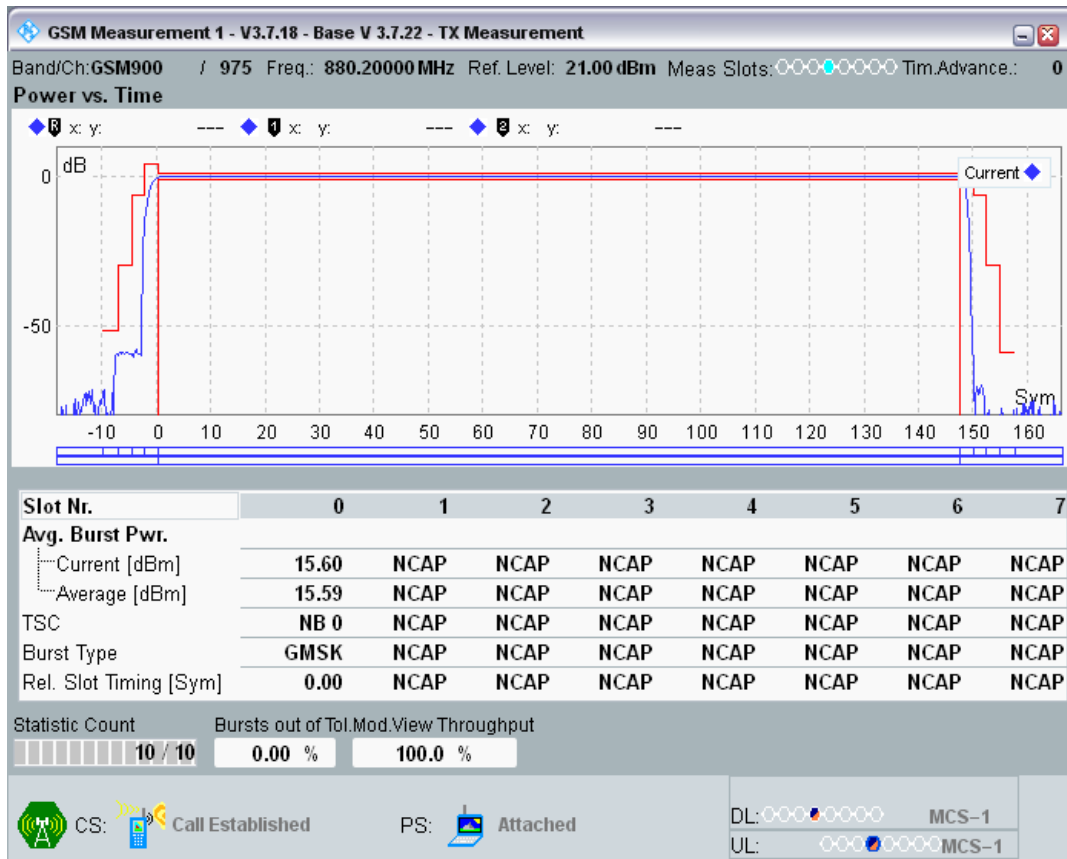 GSM Measurement 1 - V3.7.18 - Base V 3.7.22 - TX Measurement
Band/Ch:GSM900 / 975 Freq.: 880.20000 MHz Ref. Level: 21.00 dBm Meas Slots: Tim.Advance.: 0
Power vs. Time
R x: y: --- 1 x: y: --- 2 x: y: ---
dB
Current
0
-50
Sym
-10 0 10 20 30 40 50 60 70 80 90 100 110 120 130 140 150 160
Slot Nr. 0 1 2 3 4 5 6 7
Avg. Burst Pwr.
Current [dBm] 15.60 NCAP NCAP NCAP NCAP NCAP NCAP NCAP
Average [dBm] 15.59 NCAP NCAP NCAP NCAP NCAP NCAP NCAP
TSC NB 0 NCAP NCAP NCAP NCAP NCAP NCAP NCAP
Burst Type GMSK NCAP NCAP NCAP NCAP NCAP NCAP NCAP
Rel. Slot Timing [Sym] 0.00 NCAP NCAP NCAP NCAP NCAP NCAP NCAP
Statistic Count Bursts out of Tol. Mod.View Throughput
10 / 10 0.00 % 100.0 %
CS: Call Established PS: Attached
DL: MCS-1
UL: MCS-1